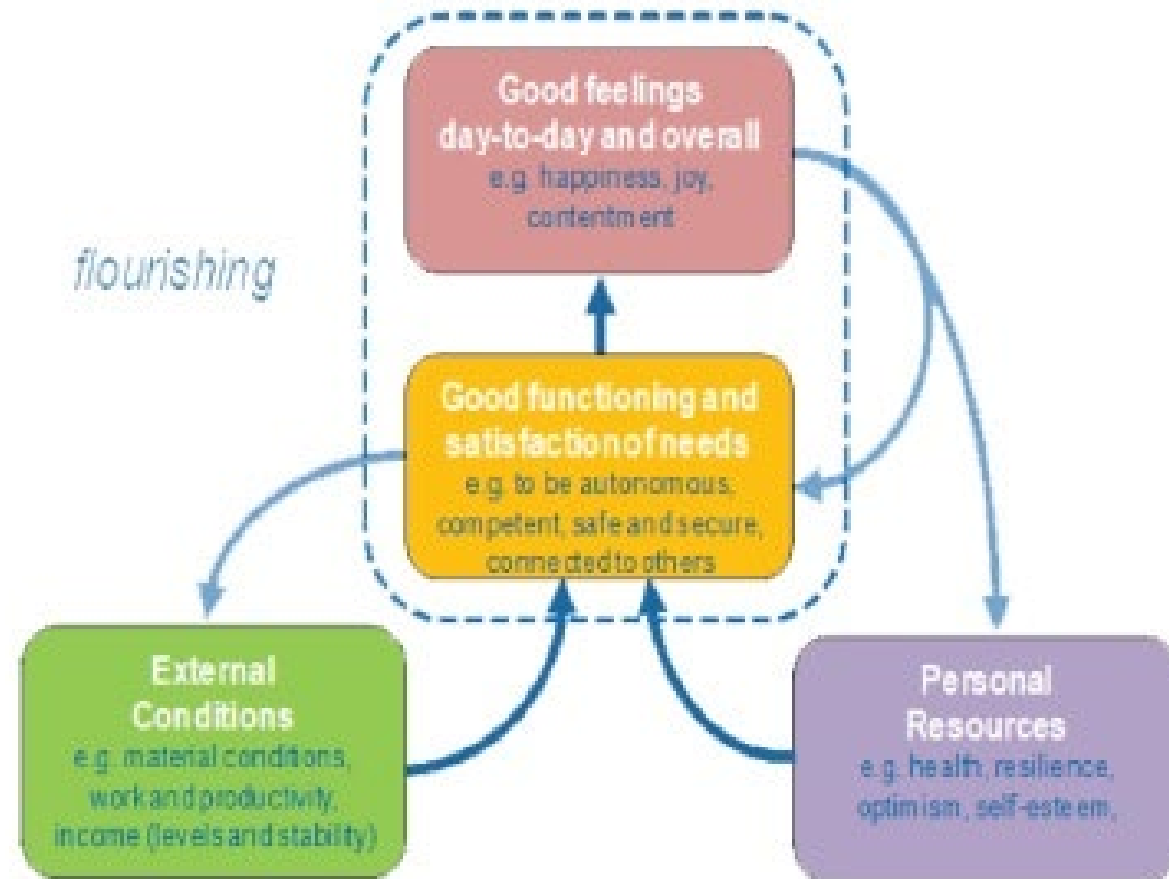 Good feelings
day-to-day and overall
e.g. happiness, joy,
contentment
flourishing
Good functioning and
satisfaction of needs
e.g. to be autonomous,
competent, safe and secure,
connected to others
External
Conditions
e.g. material conditions,
work and productivity,
income (levels and stability)
Personal
Resources
e.g. health, resilience,
optimism, self-esteem,